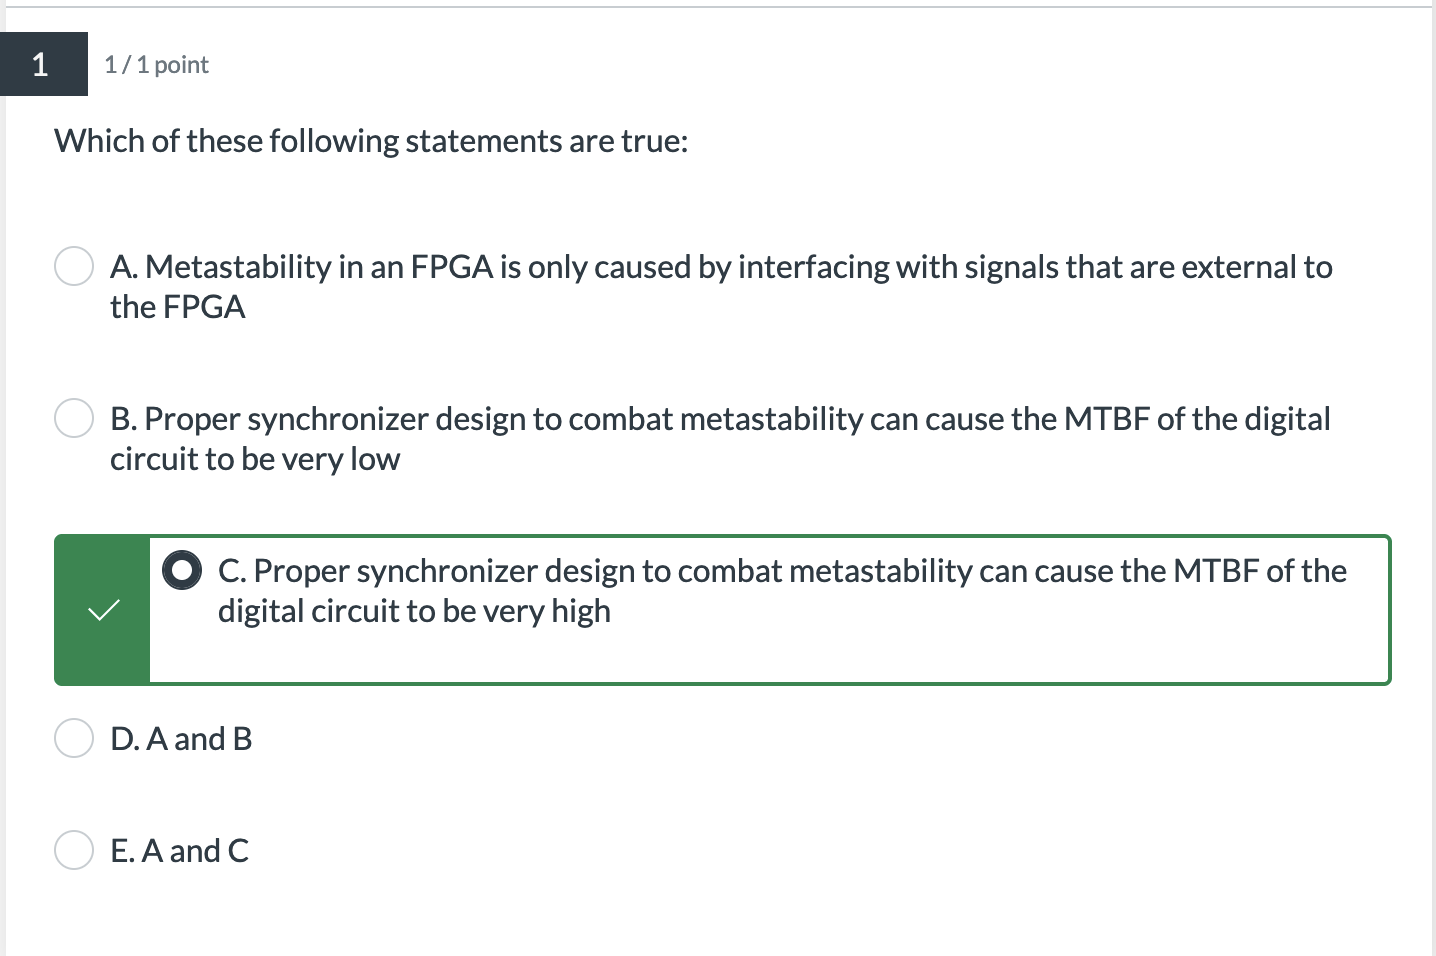 1
1 / 1 point
Which of these following statements are true:
A. Metastability in an FPGA is only caused by interfacing with signals that are external to
the FPGA
B. Proper synchronizer design to combat metastability can cause the MTBF of the digital
circuit to be very low
C. Proper synchronizer design to combat metastability can cause the MTBF of the
digital circuit to be very high
D. A and B
E. A and C